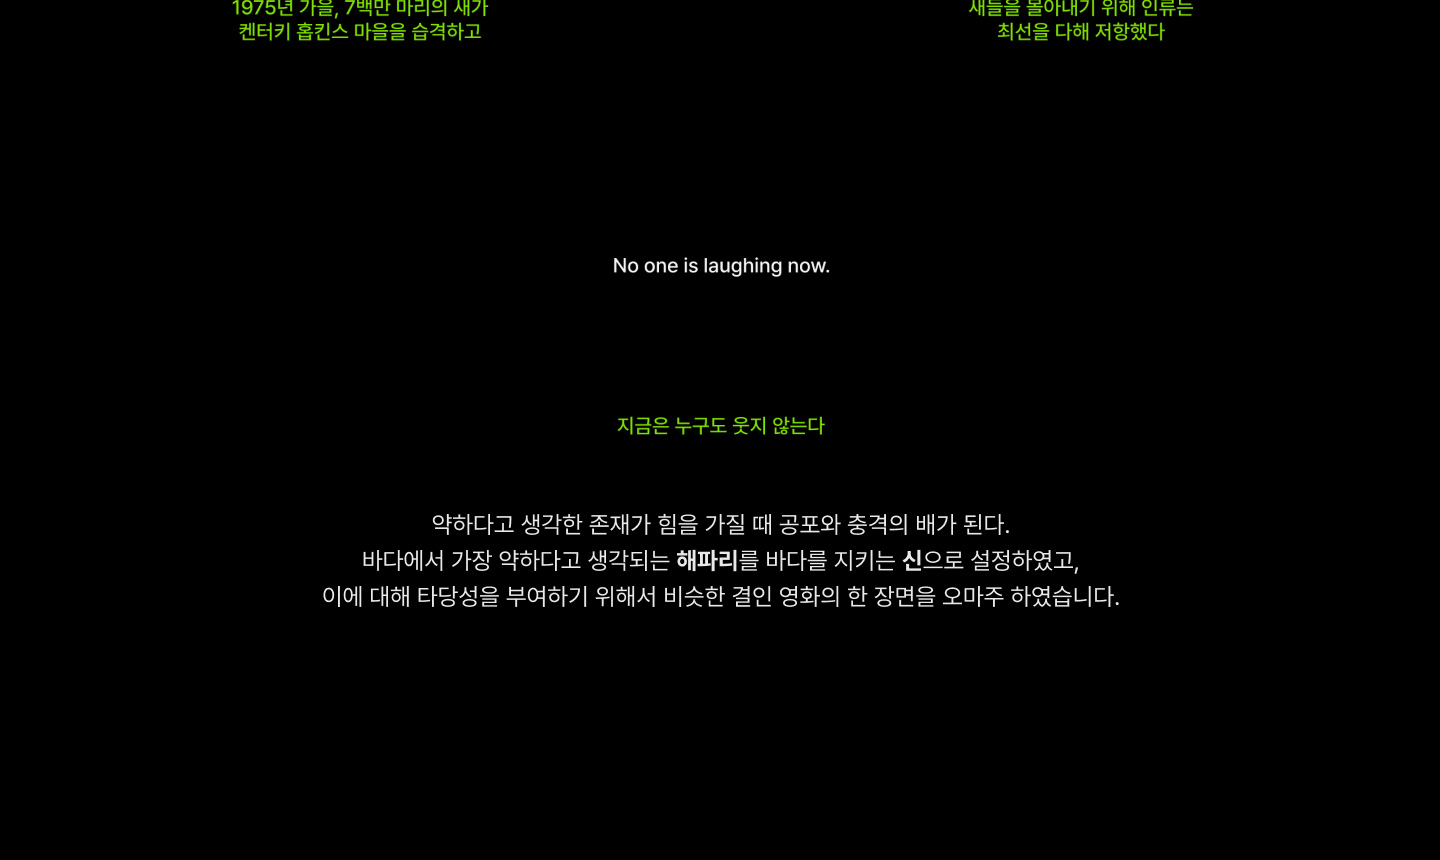 1975년 가을, 7백만 마리의 새가
켄터키 홉킨스 마을을 습격하고
새들을 몰아내기 위해 인류는
최선을 다해 저항했다
No one is laughing now.
지금은 누구도 웃지 않는다
약하다고 생각한 존재가 힘을 가질 때 공포와 충격의 배가 된다.
바다에서 가장 약하다고 생각되는 해파리를 바다를 지키는 신으로 설정하였고,
이에 대해 타당성을 부여하기 위해서 비슷한 결인 영화의 한 장면을 오마주 하였습니다.